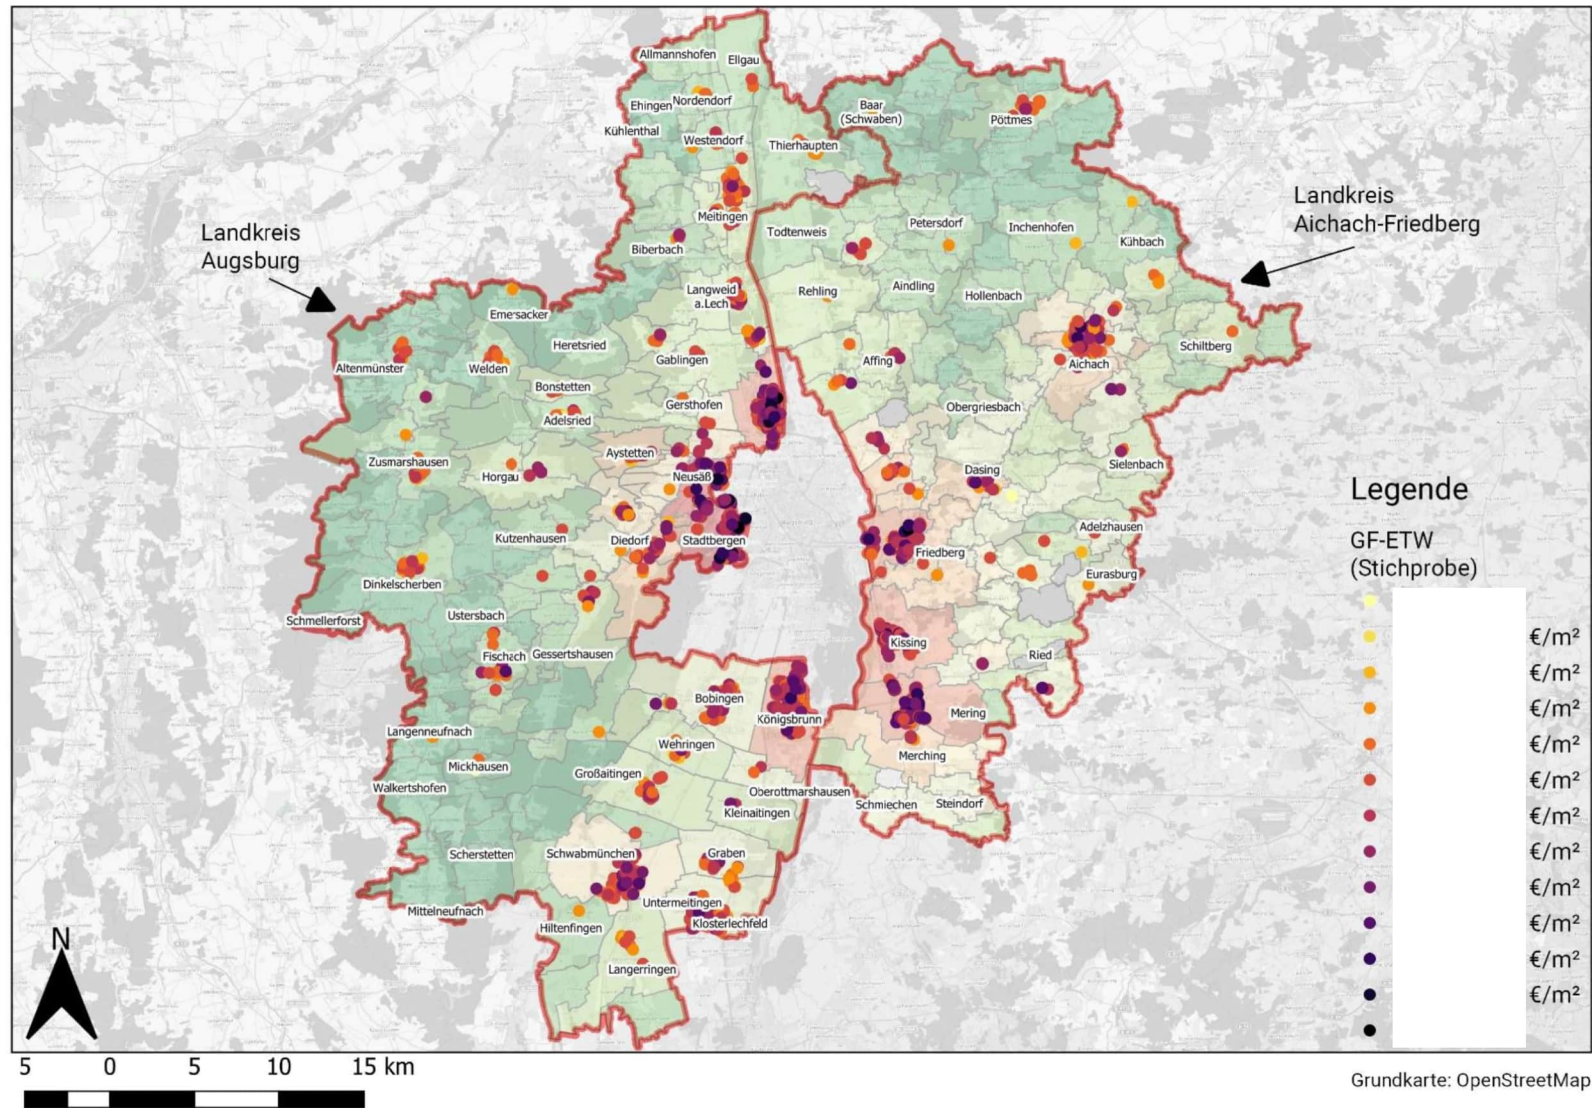 Allmannshofen
Ellgau
Ehingen
Nordendorf
Kühlenthal
Westendorf
Thierhaupten
Baar
(Schwaben)
Pöttmes
Meitingen
Biberbach
Landkreis
Augsburg
Landkreis
Aichach-Friedberg
Todtenweis
Petersdorf
Inchenhofen
Kühbach
Langweid
a.Lech
Rehling
Aindling
Hollenbach
Emersacker
Heretsried
Gablingen
Affing
Aichach
Schiltberg
Altenmünster
Welden
Bonstetten
Adelsried
Gersthofen
Obergriesbach
Zusmarshausen
Horgau
Aystetten
Neusäß
Dasing
Sielenbach
Kutzenhausen
Diedorf
Stadtbergen
Friedberg
Adelzhausen
Eurasburg
Dinkelscherben
Schmellerforst
Ustersbach
Fischach
Gessertshausen
Kissing
Ried
Bobingen
Königsbrunn
Mering
Merching
Langenneufnach
Mickhausen
Walkertshofen
Wehringen
Großaitingen
Oberottmarshausen
Kleinaitingen
Schmiechen
Steindorf
Scherstetten
Schwabmünchen
Graben
Mittelneufnach
Untermeitingen
Klosterlechfeld
Hiltenfingen
Langerringen
Legende
GF-ETW
(Stichprobe)
€/m²
€/m²
€/m²
€/m²
€/m²
€/m²
€/m²
€/m²
€/m²
€/m²
€/m²
N
5 0 5 10 15 km
Grundkarte: OpenStreetMap